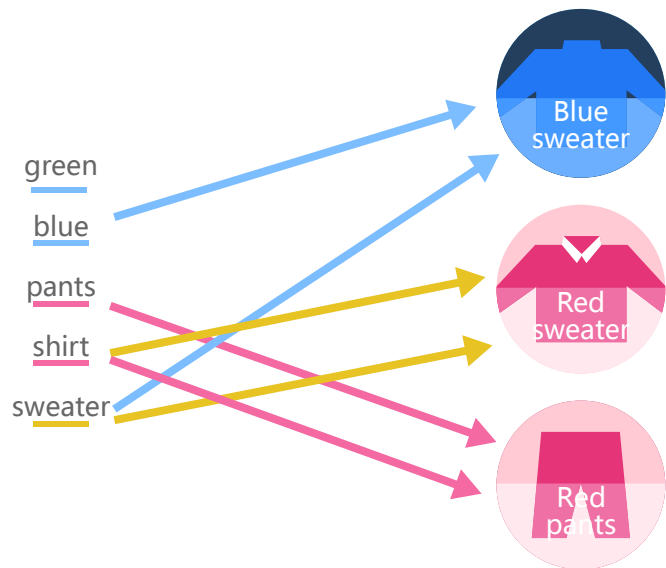 green
blue
pants
shirt
sweater
Blue
sweater
Red
sweater
Red
pants